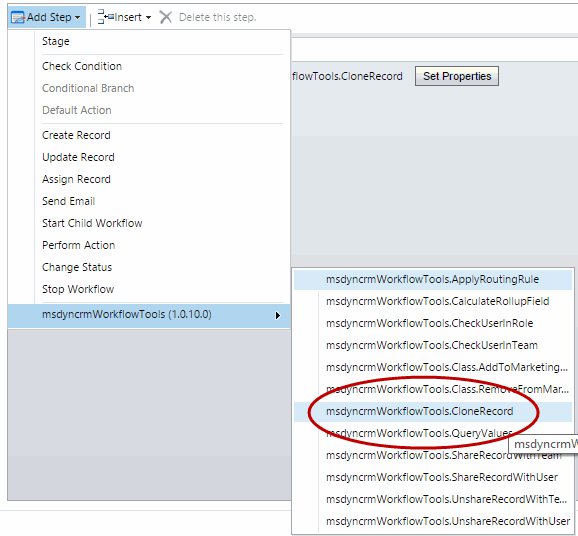 Add Step Insert Delete this step.
Stage
Check Condition
Conditional Branch
Default Action
Create Record
Update Record
Assign Record
Send Email
Start Child Workflow
Perform Action
Change Status
Stop Workflow
msdyncrmWorkflowTools (1.0.10.0)
flowTools.CloneRecord Set Properties
msdyncrmWorkflowTools.ApplyRoutingRule
msdyncrmWorkflowTools.CalculateRollupField
msdyncrmWorkflowTools.CheckUserInRole
msdyncrmWorkflowTools.CheckUserInTeam
msdyncrmWorkflowTools.Class.AddToMarketing...
msdyncrmWorkflowTools.Class.RemoveFromMar...
msdyncrmWorkflowTools.CloneRecord
msdyncrmWorkflowTools.QueryValues
msdyncrmW
msdyncrmWorkflowTools.ShareRecordWithTeam
msdyncrmWorkflowTools.ShareRecordWithUser
msdyncrmWorkflowTools.UnshareRecordWithTe...
msdyncrmWorkflowTools.UnshareRecordWithUser